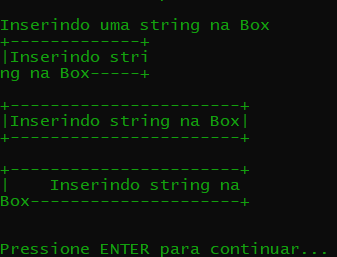 Inserindo uma string na Box
+-------------+
|Inserindo stri
ng na Box-----+
+-----------------------+
|Inserindo string na Box|
+-----------------------+
+-----------------------+
|    Inserindo string na
Box---------------------+
Pressione ENTER para continuar...